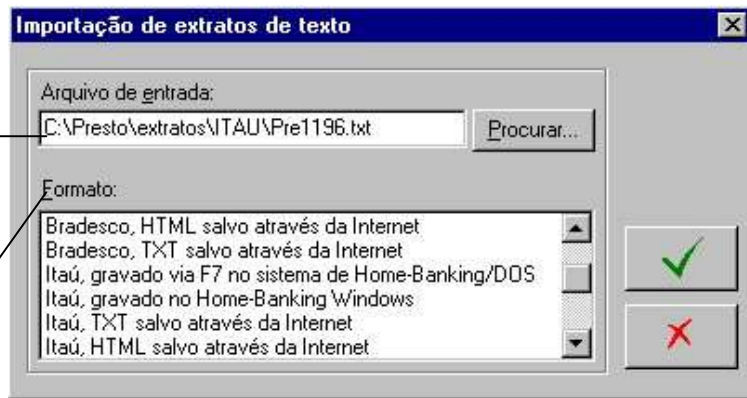 Importação de extratos de texto
Arquivo de entrada:
C:\Presto\extratos\ITAU\Pre1196.txt
Procurar...
Formato:
Bradesco, HTML salvo através da Internet
Bradesco, TXT salvo através da Internet
Itaú, gravado via F7 no sistema de Home-Banking/DOS
Itaú, gravado no Home-Banking Windows
Itaú, TXT salvo através da Internet
Itaú, HTML salvo através da Internet